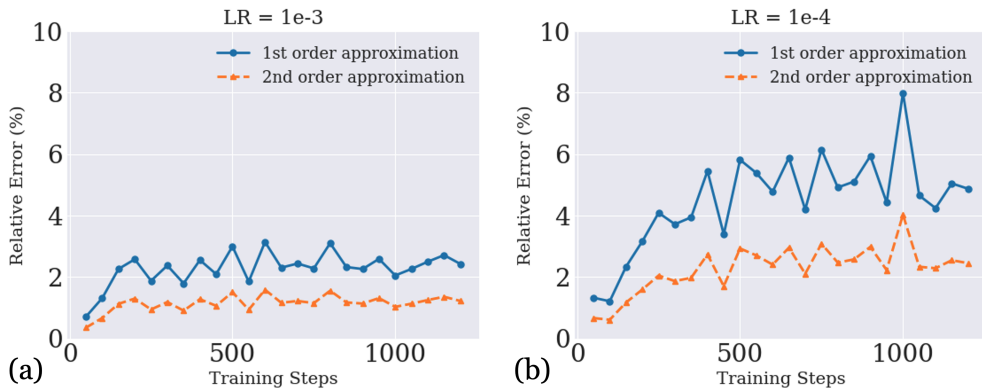 LR = 1e-3
10
8
6
4
2
0
Relative Error (%)
1st order approximation
2nd order approximation
0
500
1000
Training Steps
(a)
LR = 1e-4
10
8
6
4
2
0
Relative Error (%)
1st order approximation
2nd order approximation
0
500
1000
Training Steps
(b)